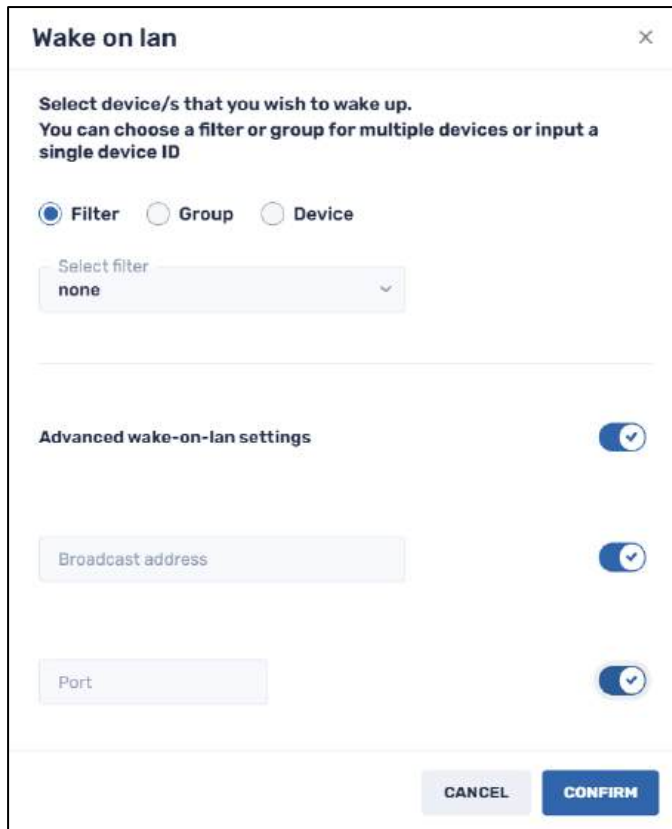 Wake on lan
Select device/s that you wish to wake up.
You can choose a filter or group for multiple devices or input a
single device ID
Filter Group Device
Select filter
none
Advanced wake-on-lan settings
Broadcast address
Port
CANCEL CONFIRM